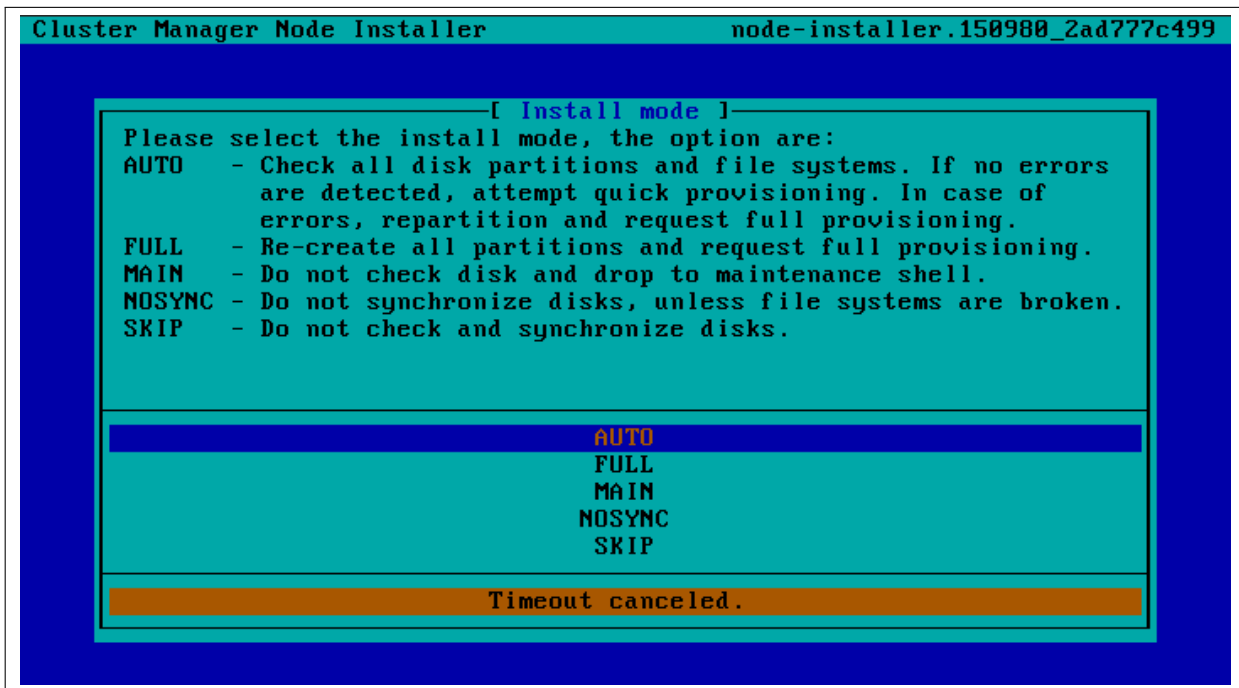 Cluster Manager Node Installer node-installer.150980_2ad777c499
[ Install mode ]
Please select the install mode, the option are:
AUTO - Check all disk partitions and file systems. If no errors
are detected, attempt quick provisioning. In case of
errors, repartition and request full provisioning.
FULL - Re-create all partitions and request full provisioning.
MAIN - Do not check disk and drop to maintenance shell.
NOSYNC - Do not synchronize disks, unless file systems are broken.
SKIP - Do not check and synchronize disks.
AUTO
FULL
MAIN
NOSYNC
SKIP
Timeout canceled.